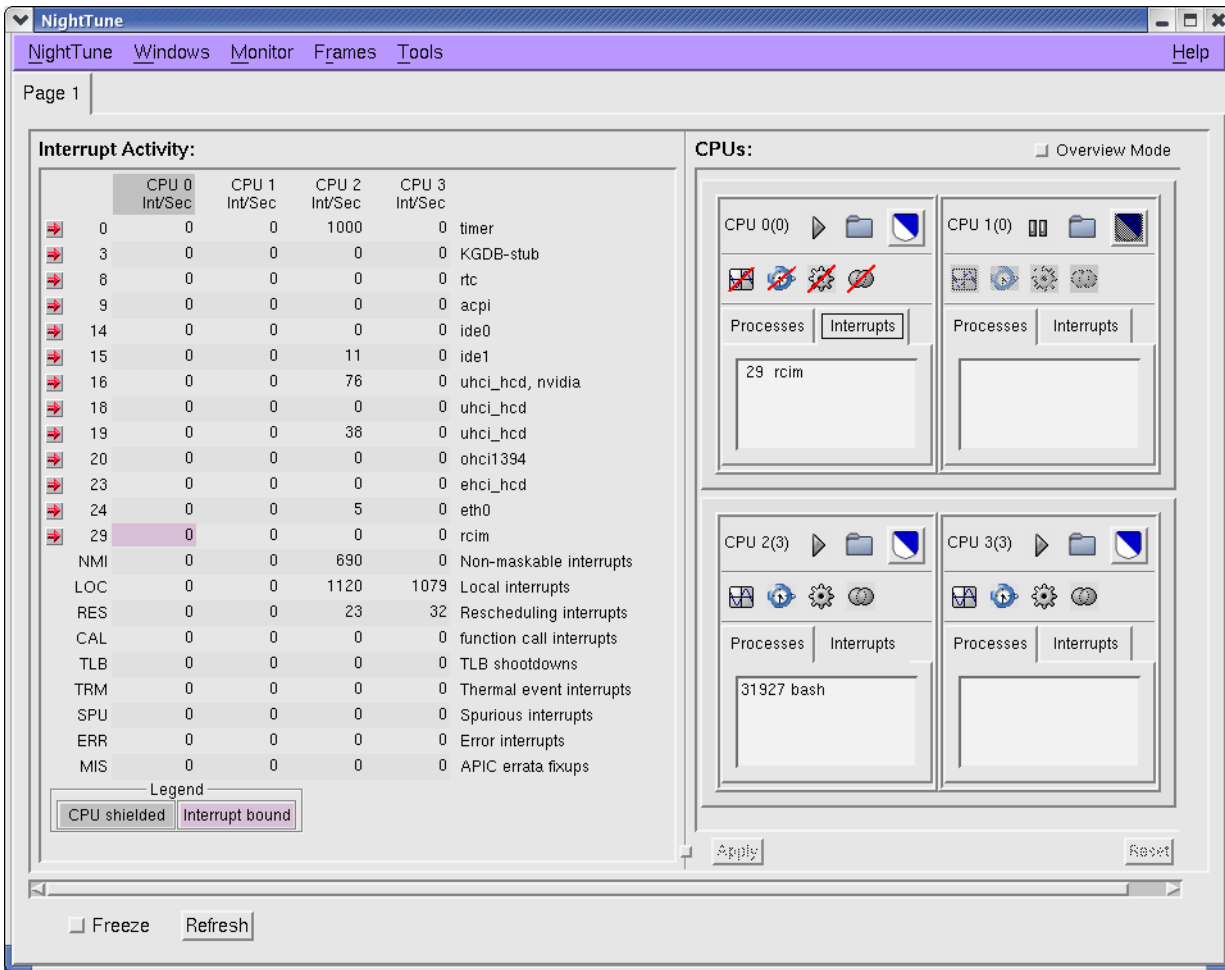 NightTune
NightTune Windows Monitor Frames Tools Help
Page 1
Interrupt Activity:
CPU 0 CPU 1 CPU 2 CPU 3
Int/Sec Int/Sec Int/Sec Int/Sec
0 0 0 1000 0 timer
3 0 0 0 0 KGDB-stub
8 0 0 0 0 rtc
9 0 0 0 0 acpi
14 0 0 0 0 ide0
15 0 0 11 0 ide1
16 0 0 76 0 uhci_hcd, nvidia
18 0 0 0 0 uhci_hcd
19 0 0 38 0 uhci_hcd
20 0 0 0 0 ohci1394
23 0 0 0 0 ehci_hcd
24 0 0 5 0 eth0
29 0 0 0 0 rcim
NMI 0 0 690 0 Non-maskable interrupts
LOC 0 0 1120 1079 Local interrupts
RES 0 0 23 32 Rescheduling interrupts
CAL 0 0 0 0 function call interrupts
TLB 0 0 0 0 TLB shootdowns
TRM 0 0 0 0 Thermal event interrupts
SPU 0 0 0 0 Spurious interrupts
ERR 0 0 0 0 Error interrupts
MIS 0 0 0 0 APIC errata fixups
Legend
CPU shielded Interrupt bound
CPUs:
Overview Mode
CPU 0(0)
Processes Interrupts
29 rcim
CPU 1(0)
Processes Interrupts
CPU 2(3)
Processes Interrupts
31927 bash
CPU 3(3)
Processes Interrupts
Apply Reset
Freeze Refresh